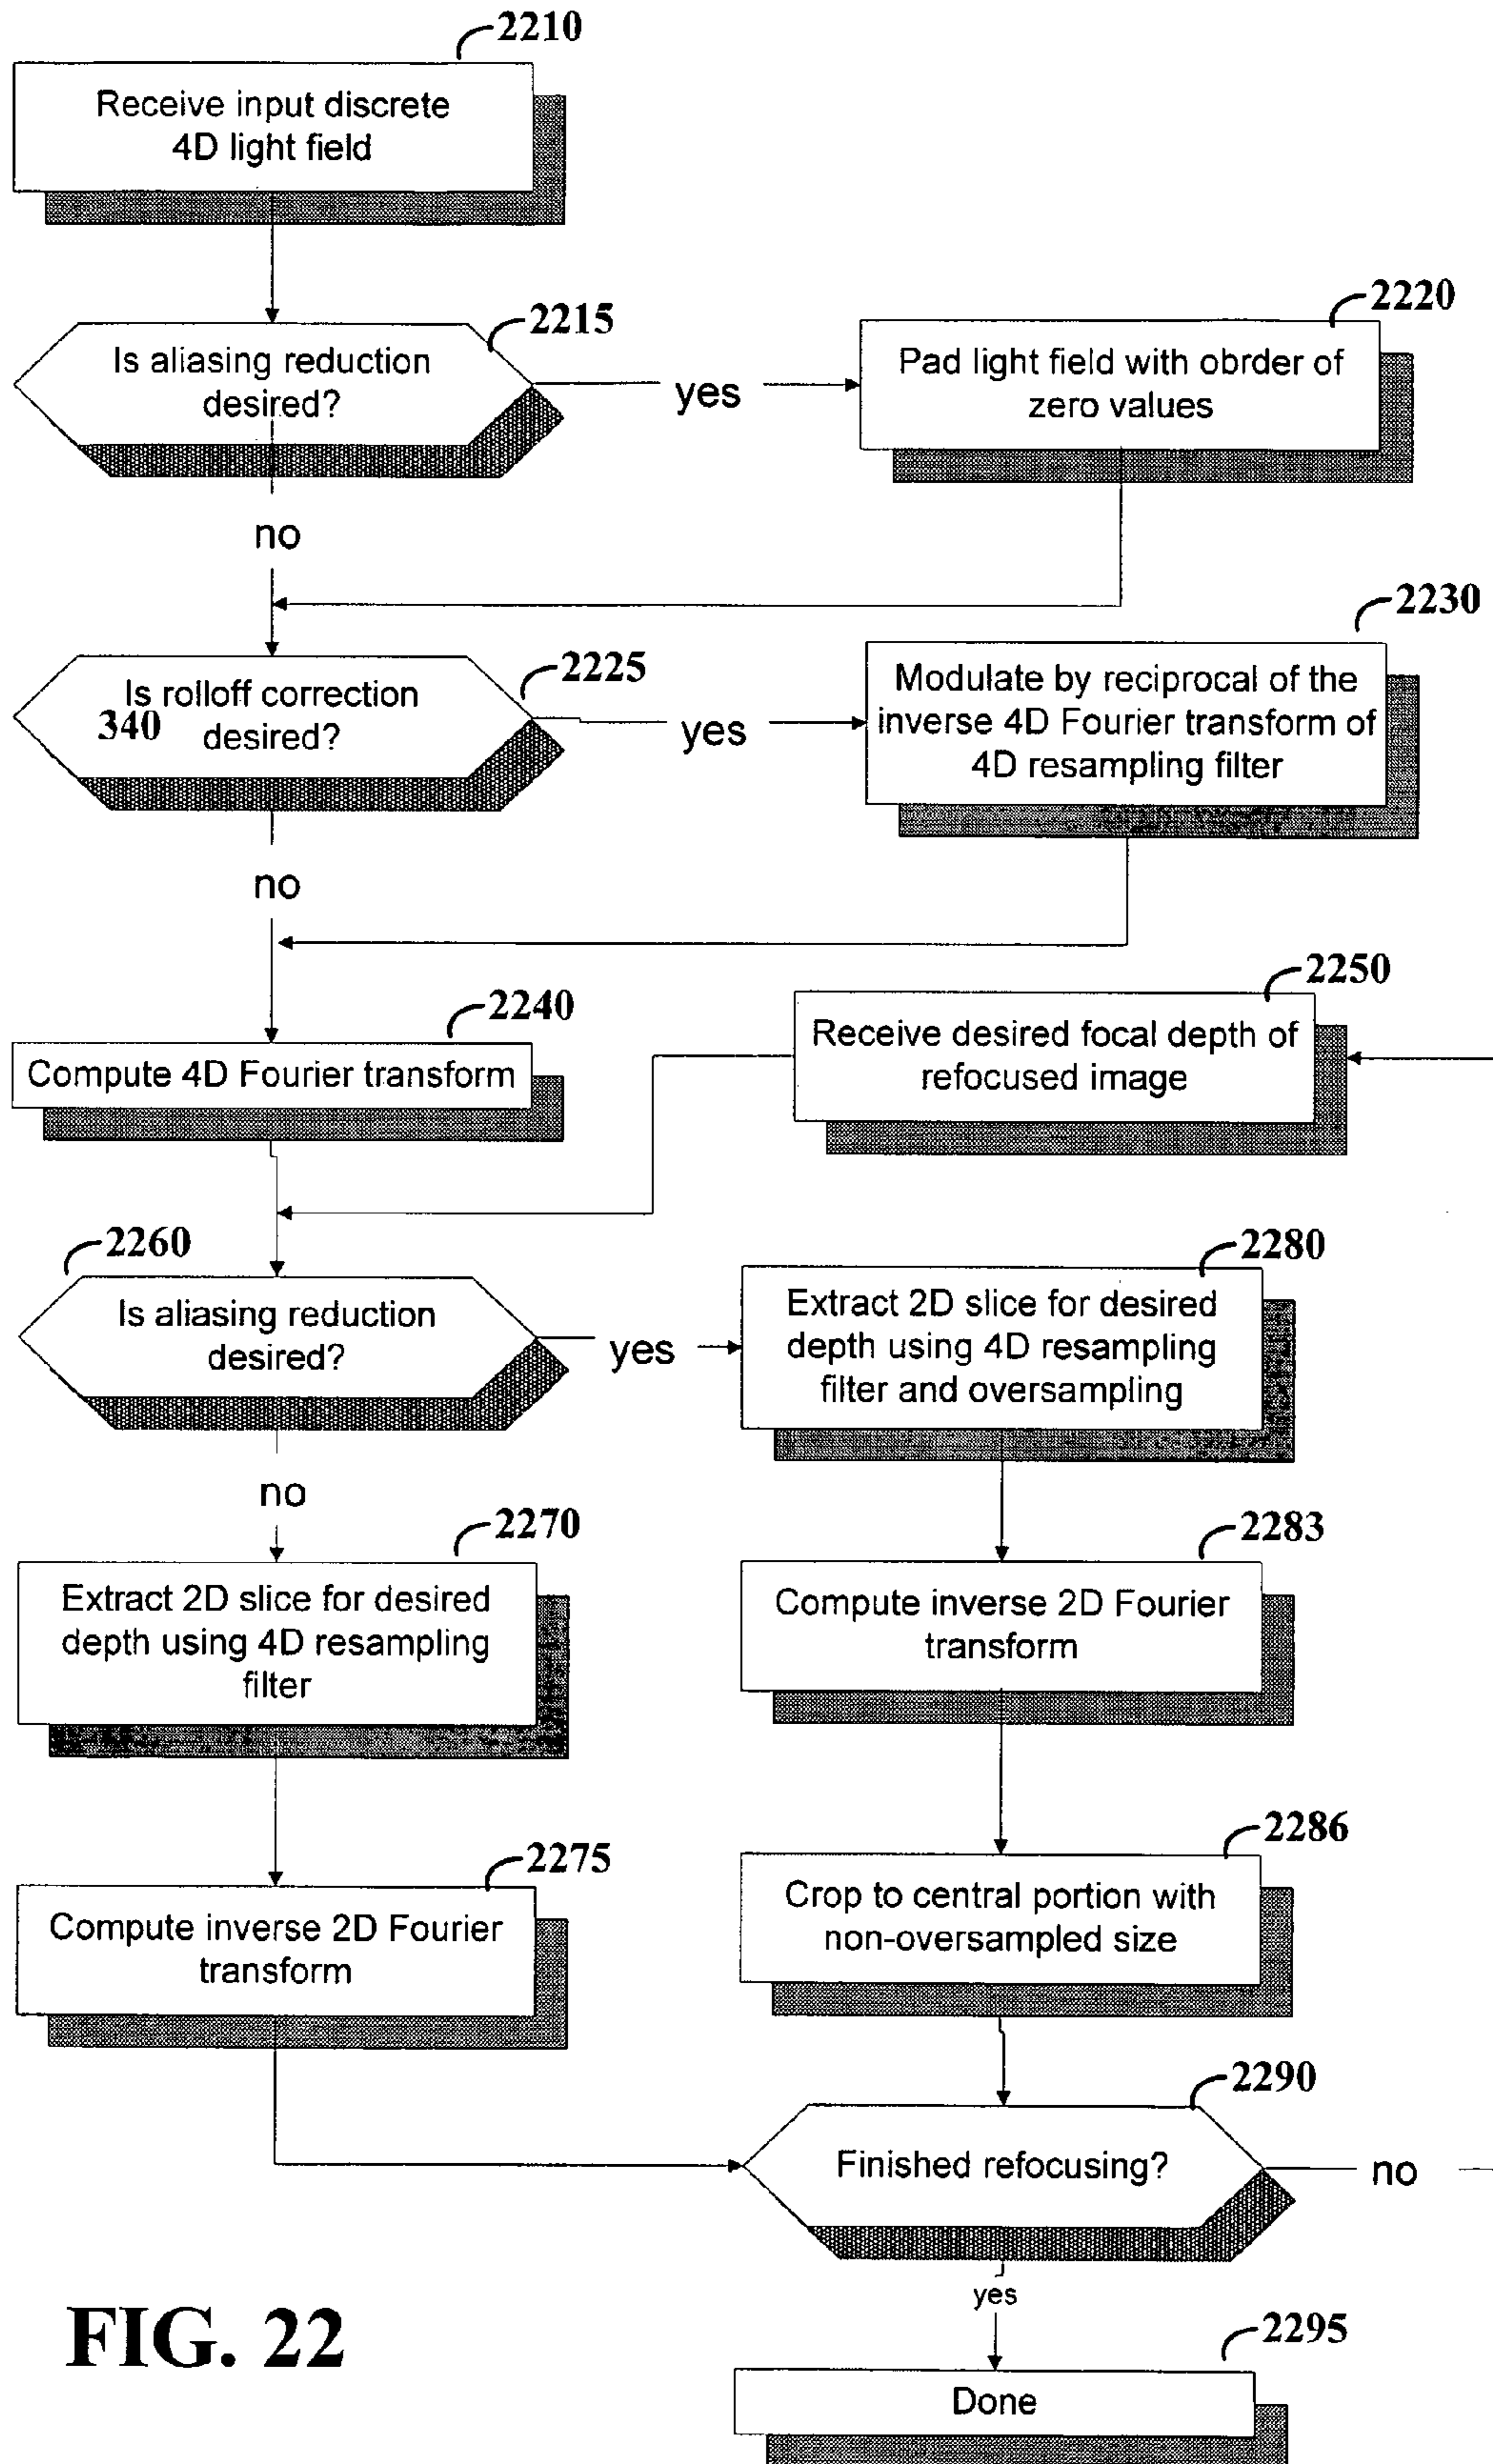 2210
Receive input discrete
4D light field
2215
Is aliasing reduction
desired?
yes
2220
Pad light field with obrder of
zero values
no
2225
Is rolloff correction
340 desired?
yes
2230
Modulate by reciprocal of the
inverse 4D Fourier transform of
4D resampling filter
no
2240
Compute 4D Fourier transform
2250
Receive desired focal depth of
refocused image
2260
Is aliasing reduction
desired?
yes
2280
Extract 2D slice for desired
depth using 4D resampling
filter and oversampling
no
2270
Extract 2D slice for desired
depth using 4D resampling
filter
2283
Compute inverse 2D Fourier
transform
2275
Compute inverse 2D Fourier
transform
2286
Crop to central portion with
non-oversampled size
2290
Finished refocusing?
no
yes
2295
Done
FIG. 22